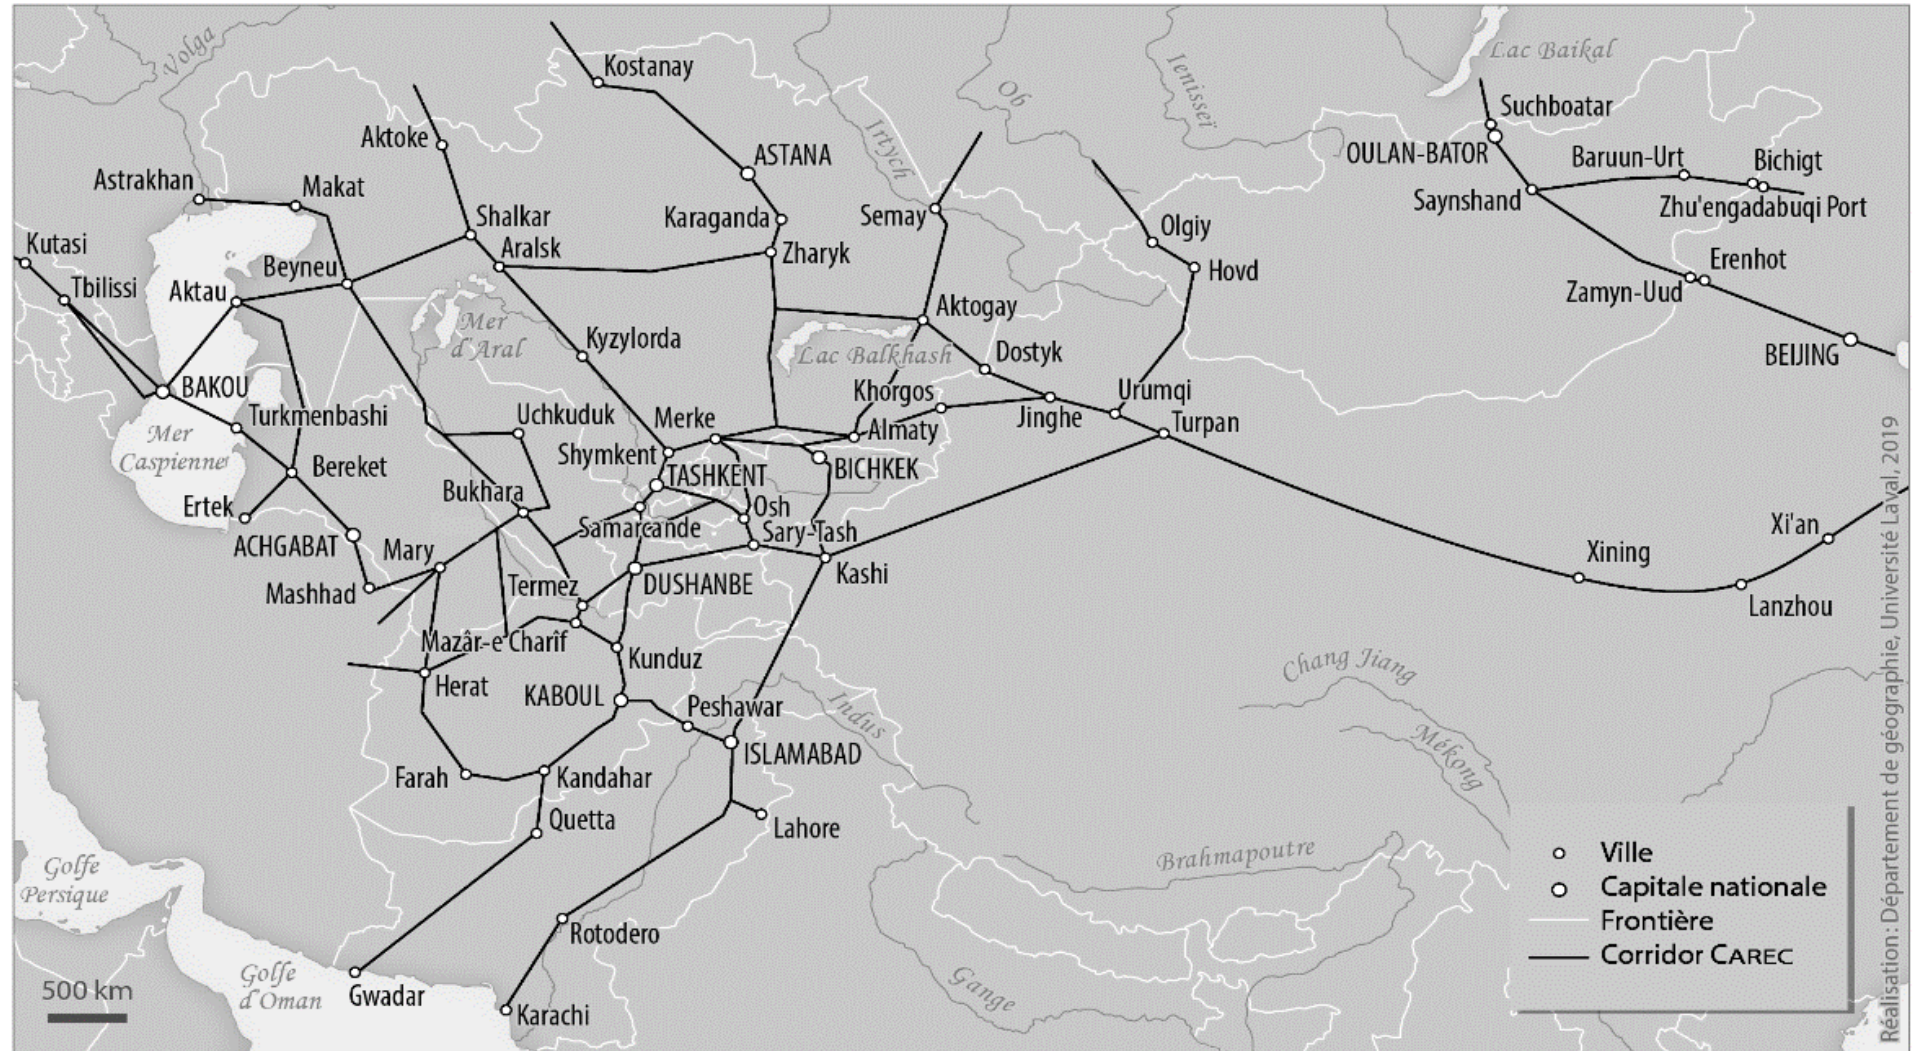 Volga
Kostanay
Ob
Ienisseï
Lac Baikal
Suchboatar
Aktoke
Irtych
ASTANA
OULAN-BATOR
Baruun-Urt
Bichigt
Astrakhan
Makat
Saynshand
Zhu'engadabuqi Port
Shalkar
Karaganda
Semay
Olgiy
Kutasi
Aralsk
Zharyk
Hovd
Erenhot
Beyneu
Tbilissi
Aktau
Zamyn-Uud
Aktogay
Mer
d'Aral
Kyzylorda
Lac Balkhash
Dostyk
BEIJING
BAKOU
Khorgos
Urumqi
Turkmenbashi
Uchkuduk
Merke
Almaty
Jinghe
Turpan
Mer
Caspienne
Shymkent
Bereket
TASHKENT
BICHKEK
Bukhara
Ertek
Osh
Samarcande
Sary-Tash
Xi'an
ACHGABAT
Mary
Xining
Kashi
Mashhad
Termez
DUSHANBE
Lanzhou
Mazâr-e Charîf
Kunduz
Herat
KABOUL
Chang Jiang
Peshawar
Indus
ISLAMABAD
Mékong
Farah
Kandahar
Quetta
Lahore
Golfe
Persique
Brahmapoutre
Rotodero
Golfe
d'Oman
Gange
Gwadar
Karachi
500 km
Ville
Capitale nationale
Frontière
Corridor CAREC
Réalisation : Département de géographie, Université Laval, 2019